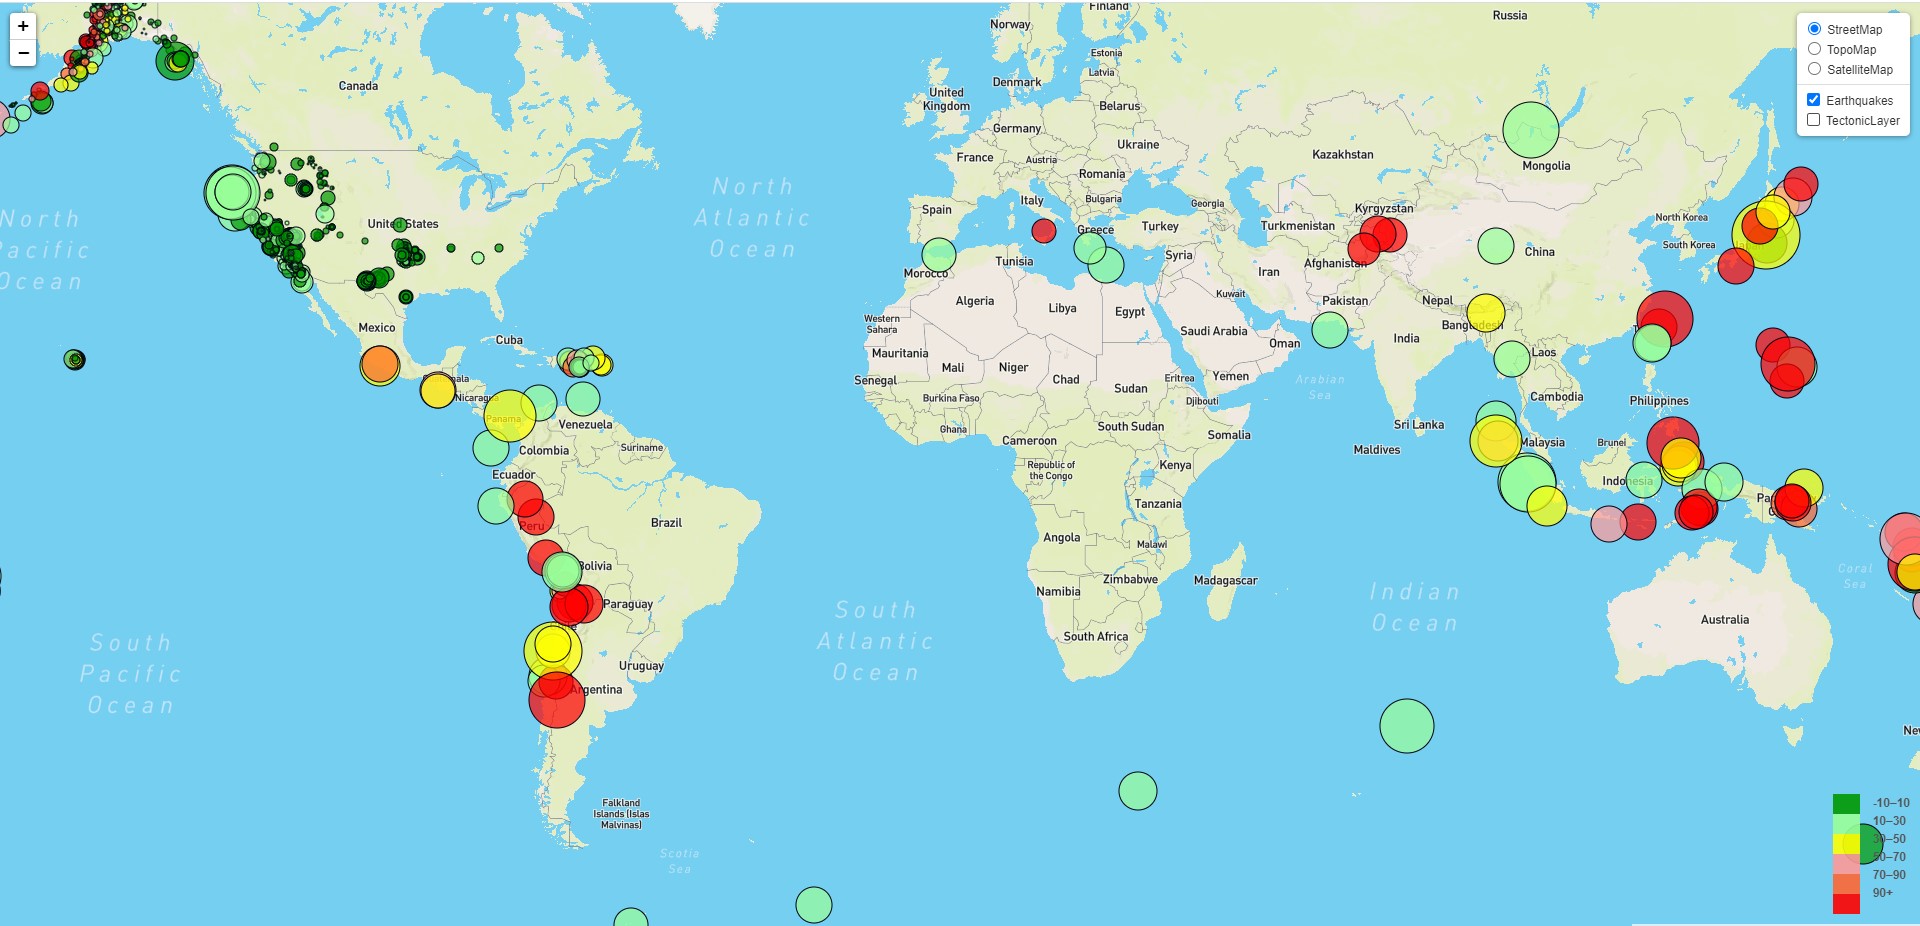 +
−
StreetMap
TopoMap
SatelliteMap
Earthquakes
TectonicLayer
Finland
Norway
Russia
Estonia
Latvia
Denmark
Canada
United
Kingdom
Belarus
Germany
Ukraine
France
Austria
Kazakhstan
Mongolia
Romania
North
Atlantic
Ocean
Italy
Bulgaria
Georgia
Kyrgyzstan
Spain
North Korea
United States
North
Pacific
Ocean
Greece
Turkey
Turkmenistan
South Korea
China
Syria
Tunisia
Morocco
Afghanistan
Iran
Kuwait
Algeria
Libya
Egypt
Pakistan
Nepal
Western
Sahara
Mexico
Bangladesh
Saudi Arabia
India
Cuba
Oman
Mauritania
Laos
Mali
Niger
Chad
Yemen
Eritrea
Senegal
Sudan
Arabian
Sea
Nicaragua
Burkina Faso
Djibouti
Cambodia
Philippines
Panama
Venezuela
Ghana
South Sudan
Sri Lanka
Somalia
Cameroon
Colombia
Suriname
Maldives
Malaysia
Brunei
Ecuador
Republic of
the Congo
Kenya
Indonesia
Tanzania
Peru
Brazil
Angola
Malawi
Bolivia
Zimbabwe
Madagascar
Namibia
Coral
Sea
Indian
Ocean
Paraguay
South
Atlantic
Ocean
Australia
South Africa
South
Pacific
Ocean
Uruguay
Argentina
Falkland
Islands (Islas
Malvinas)
Scotia
Sea
-10–10
10–30
30–50
50–70
70–90
90+